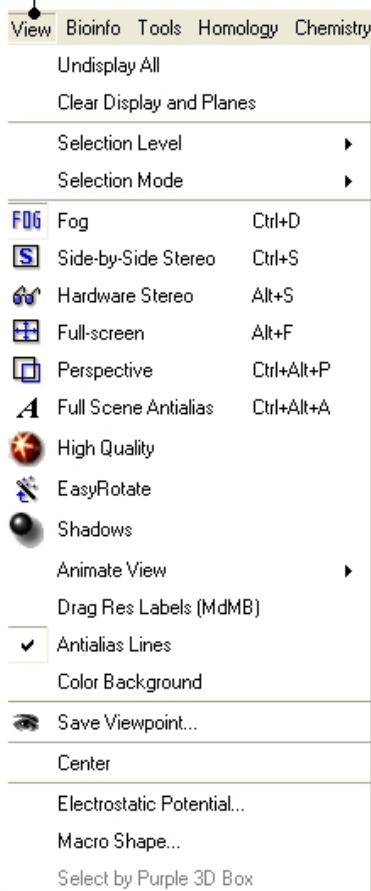 View Bioinfo Tools Homology Chemistry
Undisplay All
Clear Display and Planes
Selection Level
Selection Mode
FOG Fog Ctrl+D
S Side-by-Side Stereo Ctrl+S
Hardware Stereo Alt+S
Full-screen Alt+F
Perspective Ctrl+Alt+P
A Full Scene Antialias Ctrl+Alt+A
High Quality
EasyRotate
Shadows
Animate View
Drag Res Labels (MdMB)
Antialias Lines
Color Background
Save Viewpoint...
Center
Electrostatic Potential...
Macro Shape...
Select by Purple 3D Box